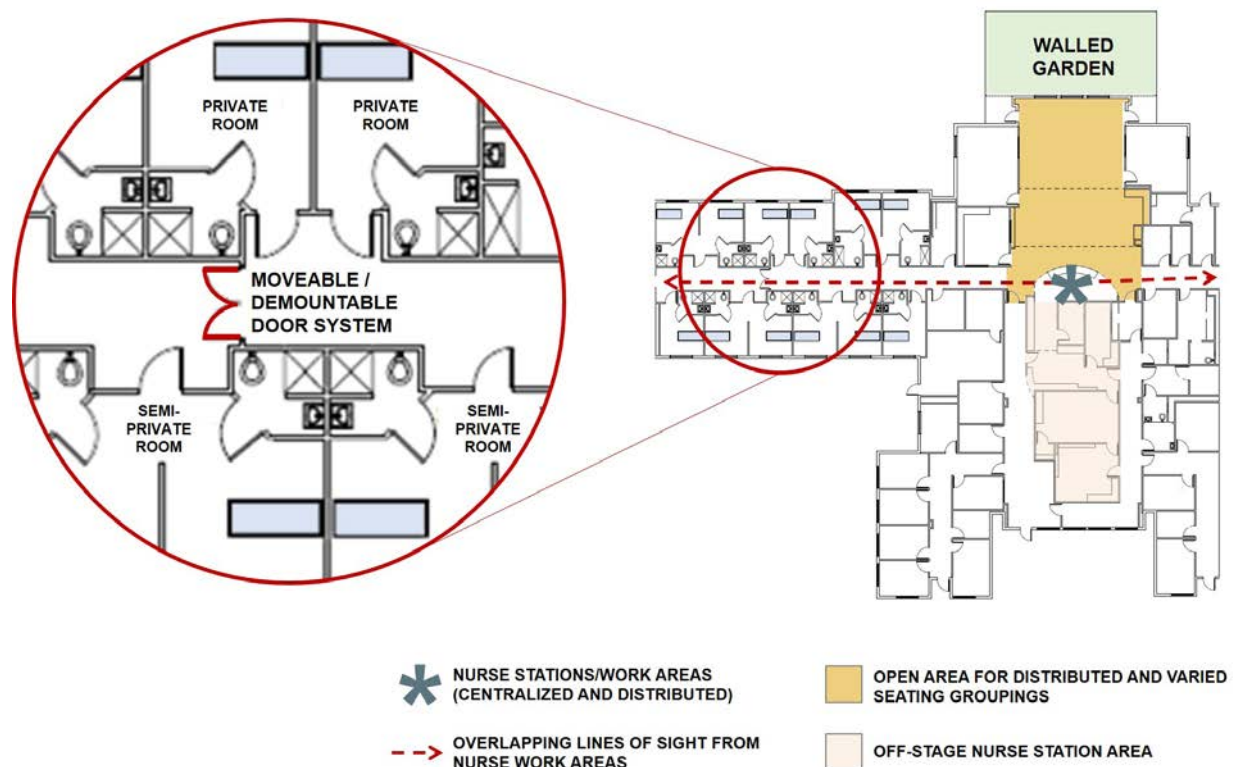 PRIVATE
ROOM
PRIVATE
ROOM
MOVEABLE /
DEMOUNTABLE
DOOR SYSTEM
SEMI-
PRIVATE
ROOM
SEMI-
PRIVATE
ROOM
WALLED
GARDEN
NURSE STATIONS/WORK AREAS
(CENTRALIZED AND DISTRIBUTED)
OVERLAPPING LINES OF SIGHT FROM
NURSE WORK AREAS
OPEN AREA FOR DISTRIBUTED AND VARIED
SEATING GROUPINGS
OFF-STAGE NURSE STATION AREA